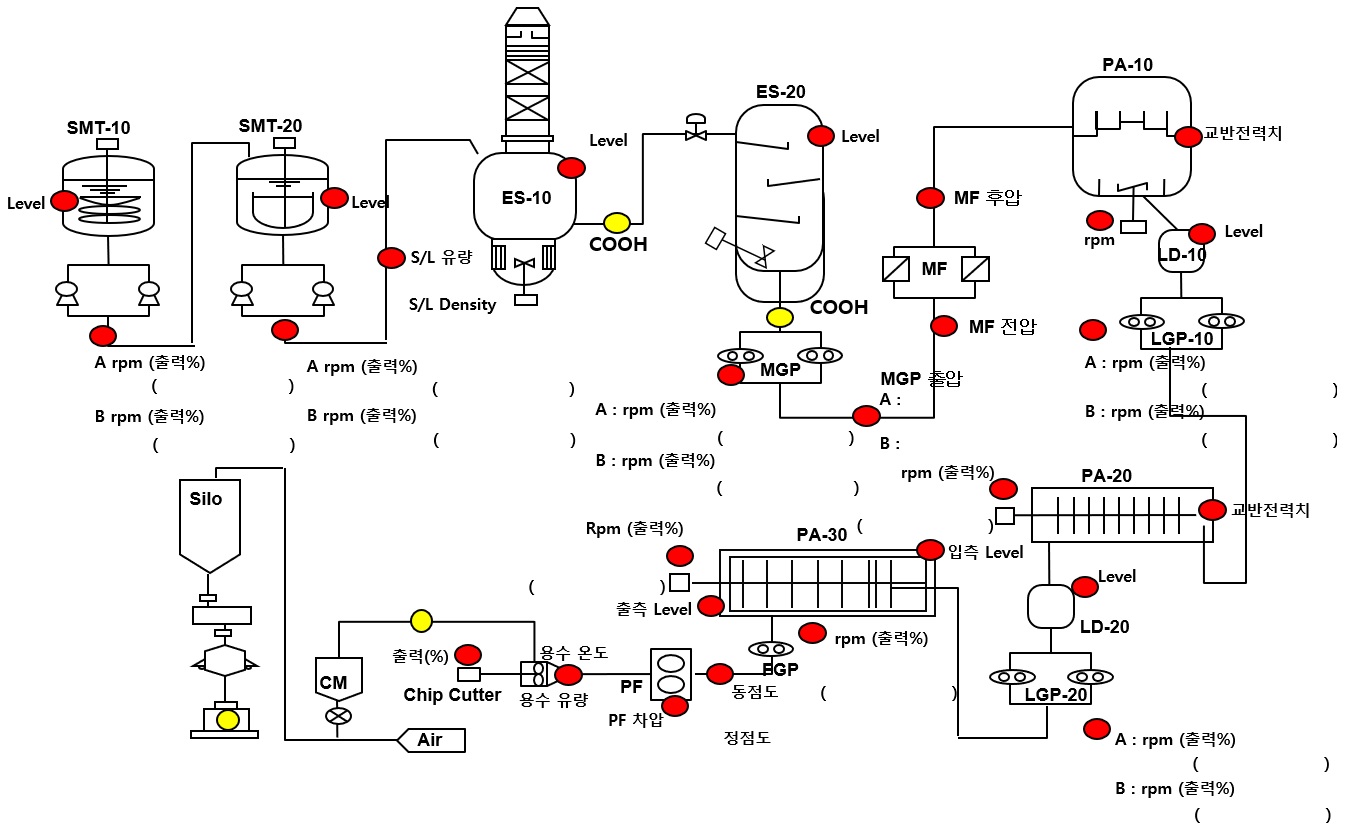 PA-10
ES-20
SMT-10
SMT-20
Level
Level
교반전력치
Level
Level
ES-10
MF 후압
rpm
Level
COOH
LD-10
S/L 유량
MF
S/L Density
COOH
MF 전압
LGP-10
A rpm (출력%)
( )
B rpm (출력%)
( )
A rpm (출력%)
( )
B rpm (출력%)
( )
MGP
A : rpm (출력%)
( )
B : rpm (출력%)
( )
MGP 출압
A :
B :
A : rpm (출력%)
( )
B : rpm (출력%)
( )
rpm (출력%)
( )
PA-20
교반전력치
Silo
Rpm (출력%)
( )
PA-30
입측 Level
출측 Level
rpm (출력%)
( )
Level
LD-20
LGP-20
A : rpm (출력%)
( )
B : rpm (출력%)
( )
FGP
동점도
정점도
PF
PF 차압
용수 온도
용수 유량
출력(%)
Chip Cutter
CM
Air